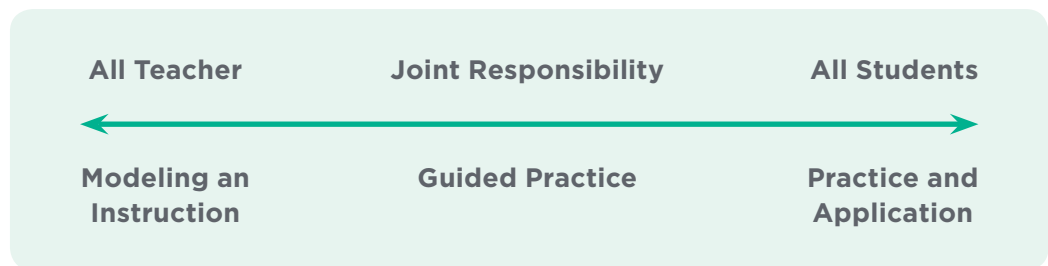 All Teacher
Joint Responsibility
All Students
Modeling an
Instruction
Guided Practice
Practice and
Application